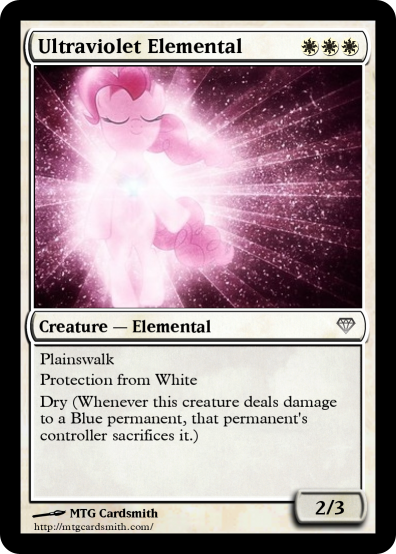 Ultraviolet Elemental
Creature — Elemental
Plainswalk
Protection from White
Dry (Whenever this creature deals damage
to a Blue permanent, that permanent's
controller sacrifices it.)
2/3
MTG Cardsmith
http://mtgcardsmith.com/